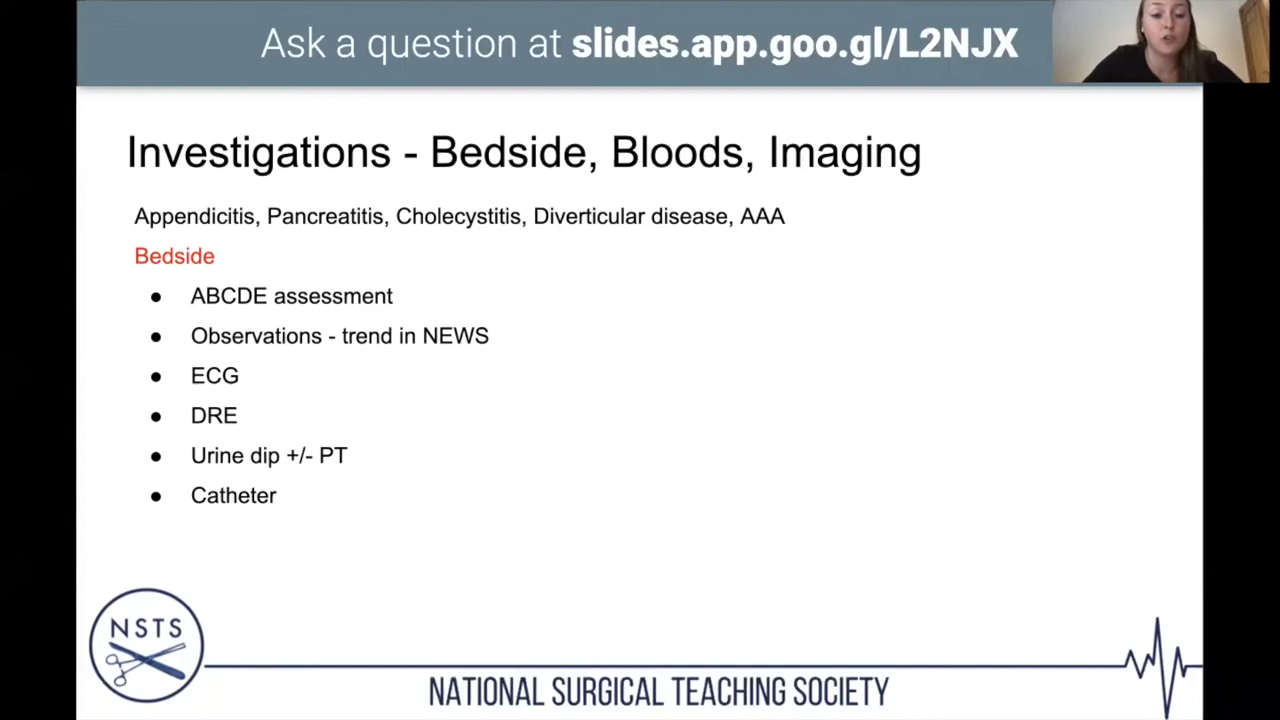 Ask a question at slides.app.goo.gl/L2NJX
Investigations - Bedside, Bloods, Imaging
Appendicitis, Pancreatitis, Cholecystitis, Diverticular disease, AAA
Bedside
● ABCDE assessment
● Observations - trend in NEWS
● ECG
● DRE
● Urine dip +/- PT
● Catheter
NSTS
NATIONAL SURGICAL TEACHING SOCIETY